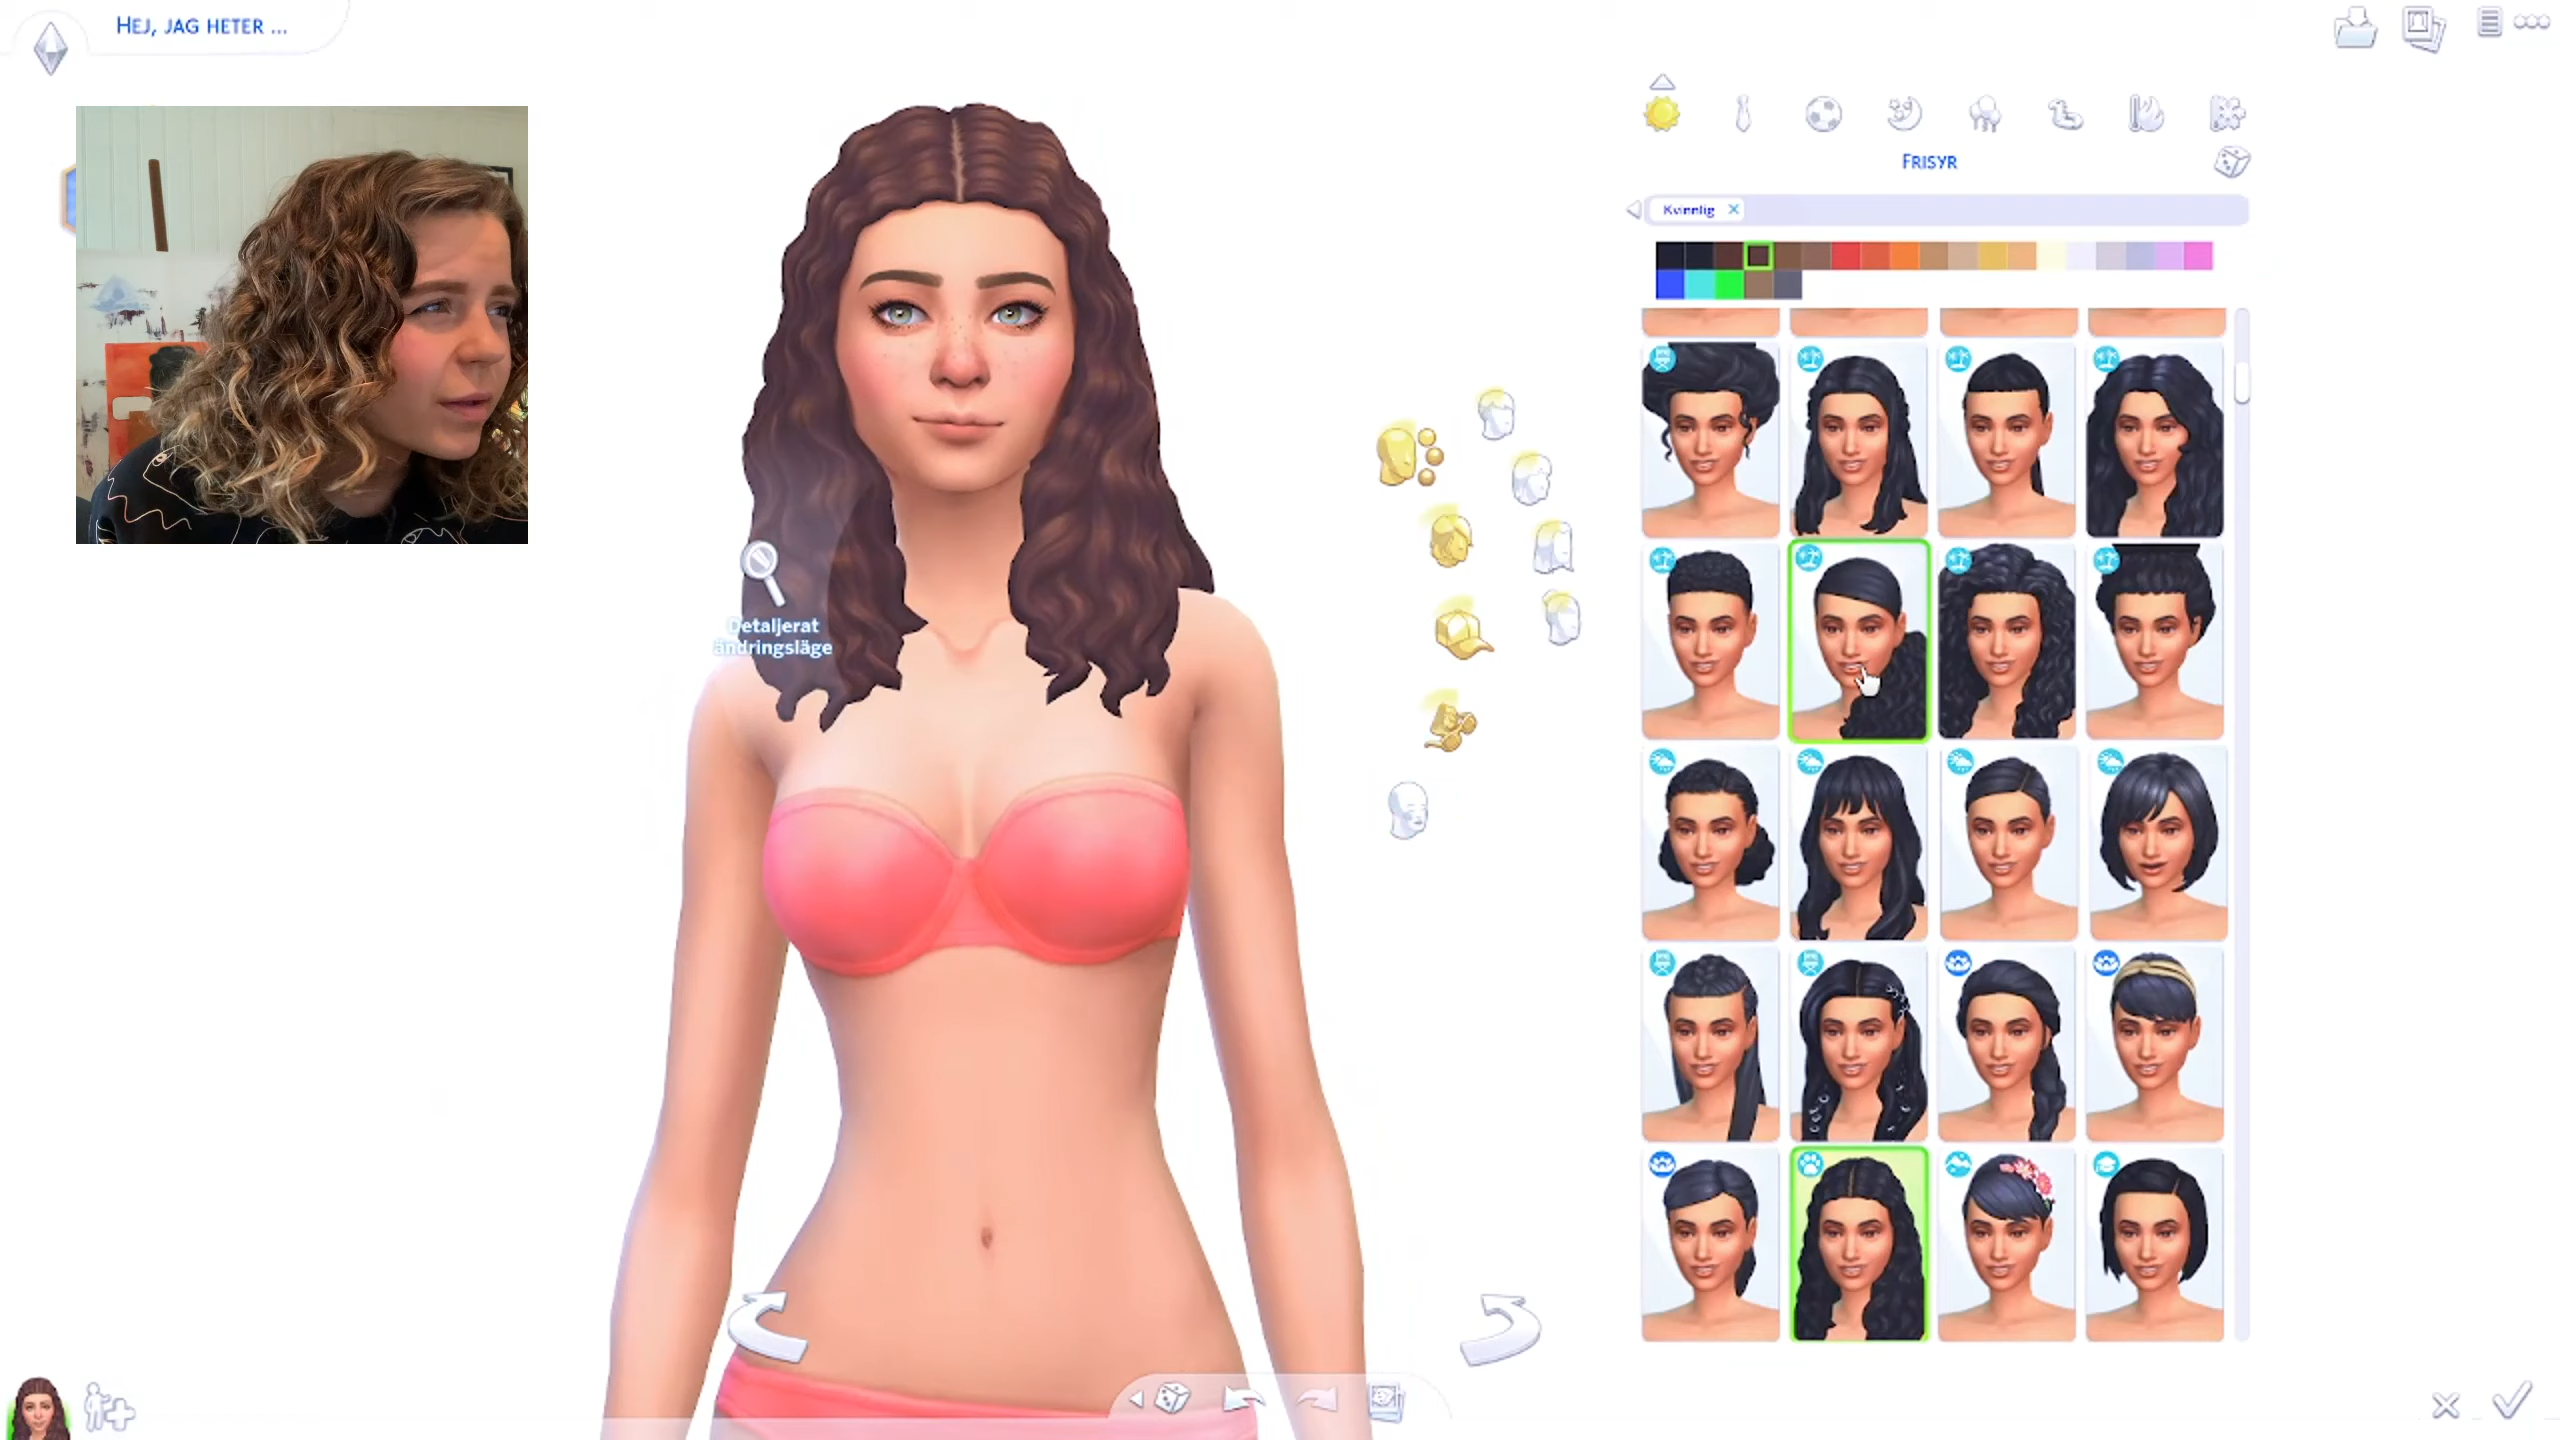 HEJ, JAG HETER ...
FRISYR
Kvinnlig
Detaljerat
ändringsläge